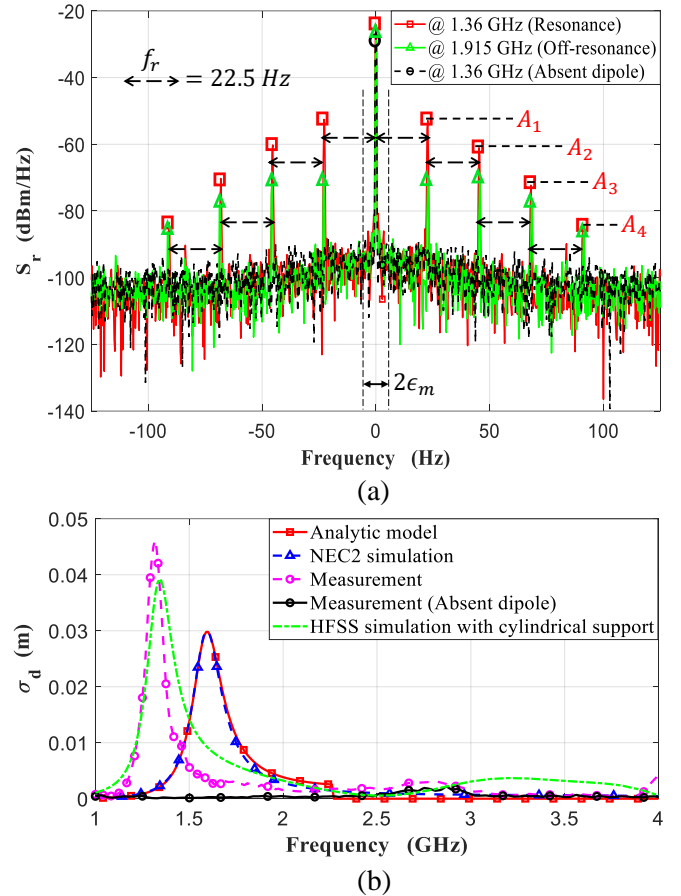 -20
-40
-60
-80
-100
-120
-140
S_r (dBm/Hz)
@ 1.36 GHz (Resonance)
@ 1.915 GHz (Off-resonance)
@ 1.36 GHz (Absent dipole)
f_r
= 22.5 Hz
A_1
A_2
A_3
A_4
2ϵ_m
-100 -50 0 50 100
Frequency (Hz)
(a)
0.05
0.04
0.03
0.02
0.01
0
σ_d (m)
Analytic model
NEC2 simulation
Measurement
Measurement (Absent dipole)
HFSS simulation with cylindrical support
1 1.5 2 2.5 3 3.5 4
Frequency (GHz)
(b)